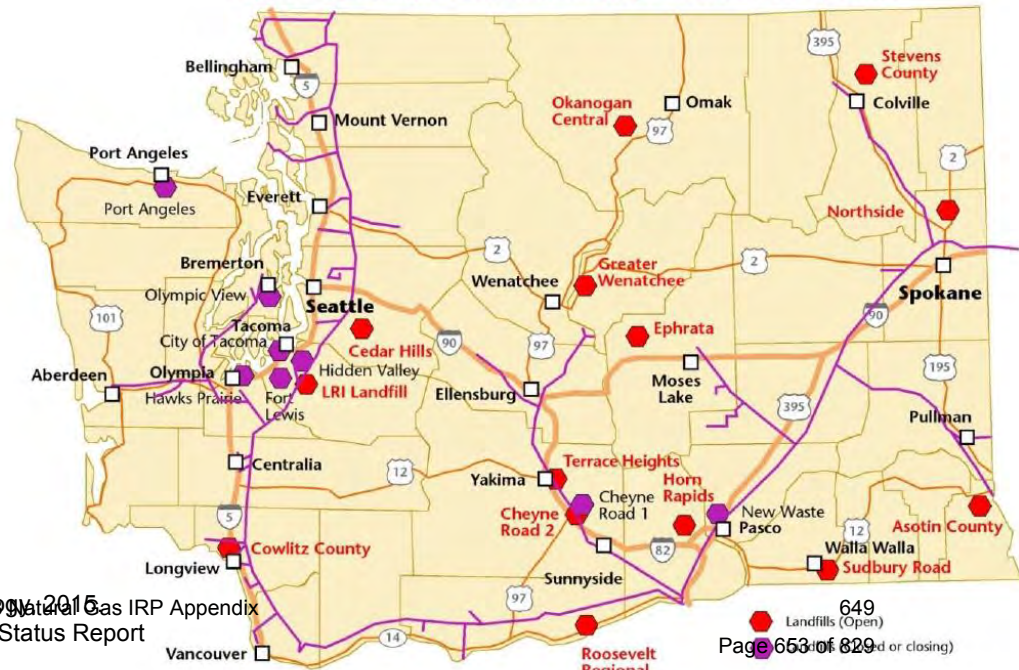 395
Stevens
County
Bellingham
5
Okanogan
Central
Omak
Colville
Mount Vernon
97
Port Angeles
2
Port Angeles
Everett
Northside
2
Bremerton
Olympic View
Wenatchee
Greater
Wenatchee
2
Seattle
Spokane
101
Tacoma
City of Tacoma
90
Cedar Hills
90
97
Ephrata
Olympia
Hidden Valley
Aberdeen
Hawks Prairie
Fort
Lewis
LRI Landfill
Ellensburg
Moses
Lake
195
395
Pullman
Centralia
12
Yakima
Terrace Heights
Horn
Rapids
Cheyne
Road 1
Cheyne
Road 2
New Waste
Pasco
12
Asotin County
5
Cowlitz County
82
Walla Walla
Sudbury Road
Longview
Sunnyside
97
2015
Natural Gas IRP Appendix
649
Status Report
Landfills (Open)
14
Page 653 of 829
or closing)
Vancouver
Roosevelt
Regional